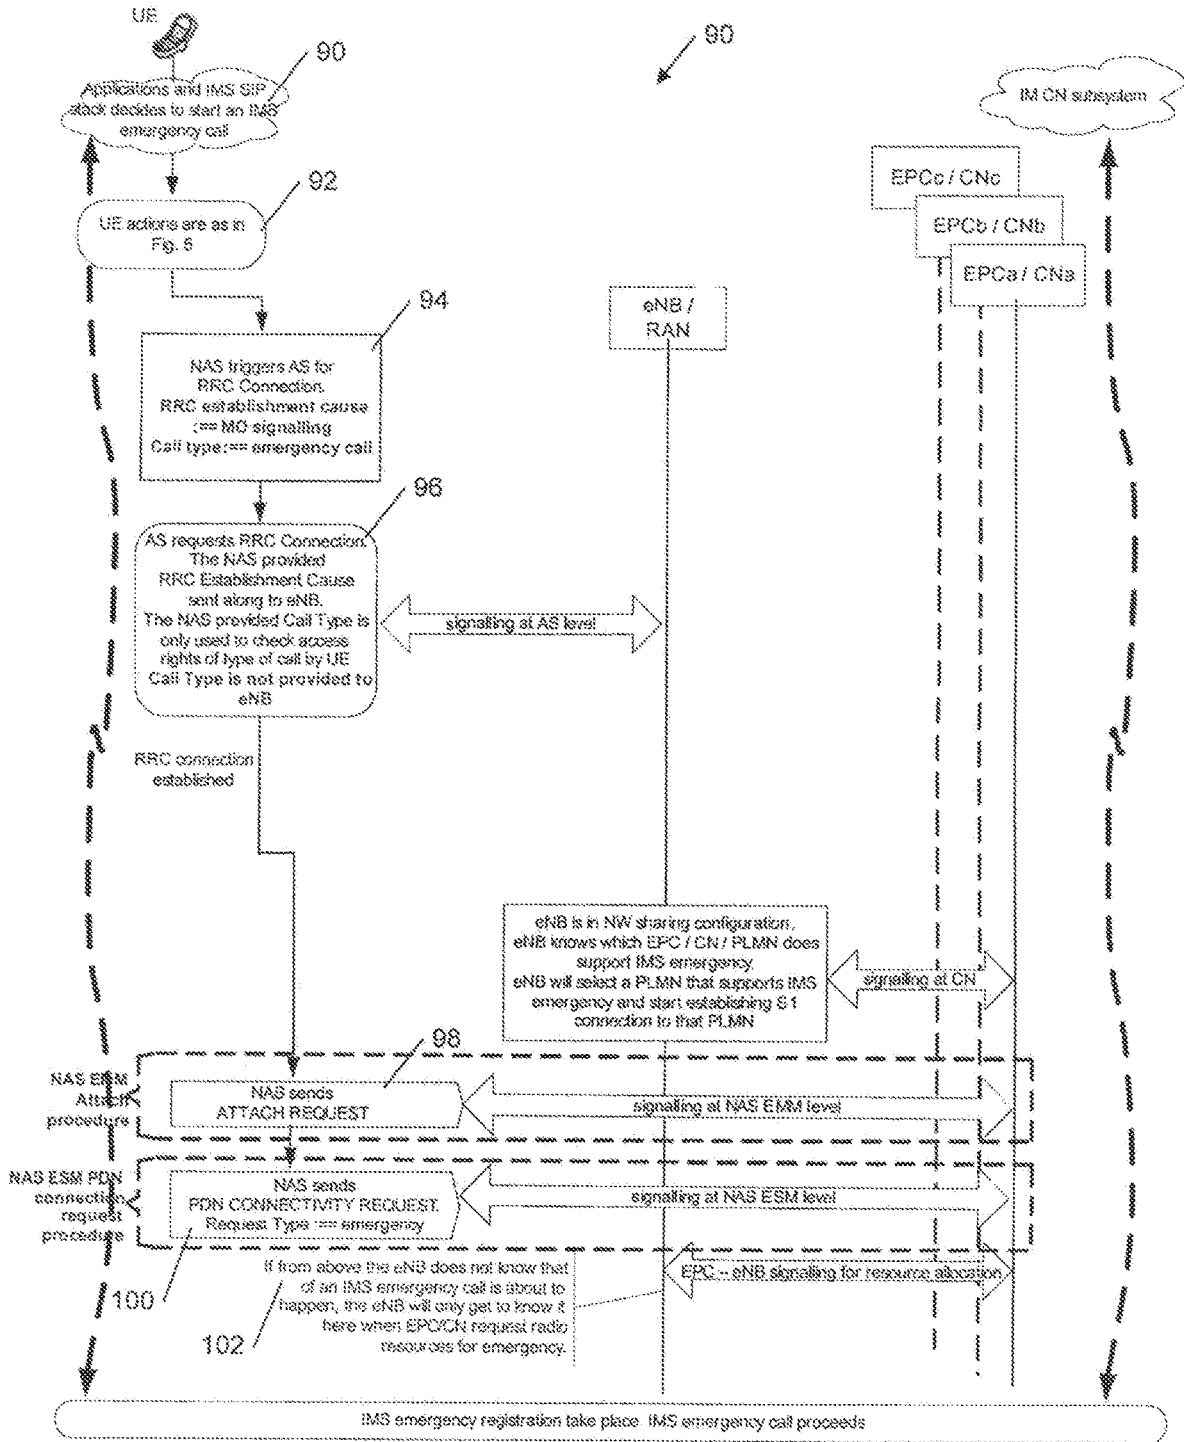 UE
90
90
Applications and IMS SIP
stack decides to start an IMS
emergency call
IM CN subsystem
92
UE actions are as in
Fig. 6
EPCc / CNc
EPCb / CNb
EPCa / CNa
eNB /
RAN
94
NAS triggers AS for
RRC Connection.
RRC establishment cause
:== MO signalling
Call type:== emergency call
96
AS requests RRC Connection.
The NAS provided
RRC Establishment Cause
sent along to eNB.
The NAS provided Call Type is
only used to check access
rights of type of call by UE
Call Type is not provided to
eNB
signalling at AS level
RRC connection
established
eNB is in NW sharing configuration.
eNB knows which EPC / CN / PLMN does
support IMS emergency.
eNB will select a PLMN that supports IMS
emergency and start establishing S1
connection to that PLMN
signalling at CN
98
NAS EMM
Attach
procedure
NAS sends
ATTACH REQUEST
signalling at NAS EMM level
NAS ESM PDN
connection
request
procedure
NAS sends
PDN CONNECTIVITY REQUEST.
Request Type :== emergency
signalling at NAS ESM level
100
If from above the eNB does not know that
of an IMS emergency call is about to
happen, the eNB will only get to know it
here when EPC/CN request radio
resources for emergency.
EPC – eNB signalling for resource allocation
102
IMS emergency registration take place. IMS emergency call proceeds